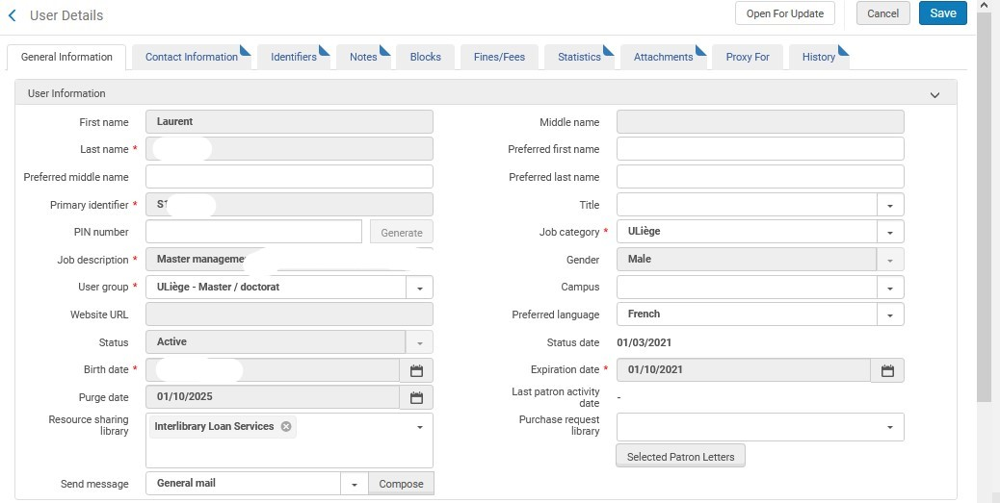 User Details
Open For Update Cancel Save
General Information Contact Information Identifiers Notes Blocks Fines/Fees Statistics Attachments Proxy For History
User Information
First name Laurent Middle name
Last name * Preferred first name
Preferred middle name Preferred last name
Primary identifier * S1 Title
PIN number Generate Job category * ULiège
Job description * Master manageme Gender Male
User group * ULiège - Master / doctorat Campus
Website URL Preferred language French
Status Active Status date 01/03/2021
Birth date * Expiration date * 01/10/2021
Purge date 01/10/2025 Last patron activity date -
Resource sharing library Interlibrary Loan Services Purchase request library
Selected Patron Letters
Send message General mail Compose